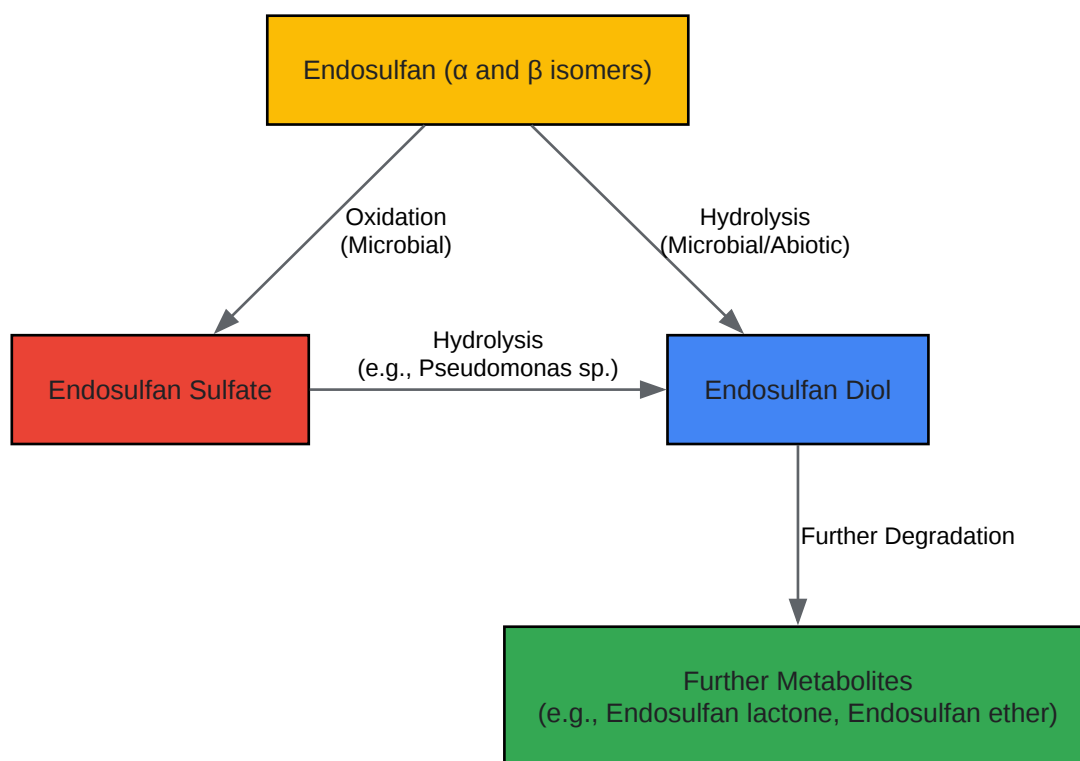 Endosulfan (α and β isomers)
Oxidation
(Microbial)
Hydrolysis
(Microbial/Abiotic)
Endosulfan Sulfate
Hydrolysis
(e.g., Pseudomonas sp.)
Endosulfan Diol
Further Degradation
Further Metabolites
(e.g., Endosulfan lactone, Endosulfan ether)